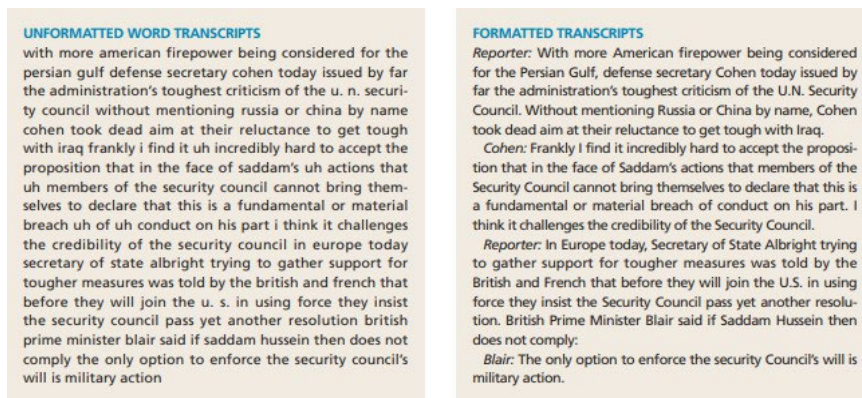 UNFORMATTED WORD TRANSCRIPTS
with more american firepower being considered for the
persian gulf defense secretary cohen today issued by far
the administration's toughest criticism of the u. n. securi-
ty council without mentioning russia or china by name
cohen took dead aim at their reluctance to get tough
with iraq frankly i find it uh incredibly hard to accept the
proposition that in the face of saddam's uh actions that
uh members of the security council cannot bring them-
selves to declare that this is a fundamental or material
breach uh of uh conduct on his part i think it challenges
the credibility of the security council in europe today
secretary of state albright trying to gather support for
tougher measures was told by the british and french that
before they will join the u. s. in using force they insist
the security council pass yet another resolution british
prime minister blair said if saddam hussein then does not
comply the only option to enforce the security council's
will is military action
FORMATTED TRANSCRIPTS
Reporter: With more American firepower being considered
for the Persian Gulf, defense secretary Cohen today issued by
far the administration's toughest criticism of the U.N. Security
Council. Without mentioning Russia or China by name, Cohen
took dead aim at their reluctance to get tough with Iraq.
Cohen: Frankly I find it incredibly hard to accept the proposi-
tion that in the face of Saddam's actions that members of the
Security Council cannot bring themselves to declare that this is
a fundamental or material breach of conduct on his part. I
think it challenges the credibility of the Security Council.
Reporter: In Europe today, Secretary of State Albright trying
to gather support for tougher measures was told by the
British and French that before they will join the U.S. in using
force they insist the Security Council pass yet another resolu-
tion. British Prime Minister Blair said if Saddam Hussein then
does not comply:
Blair: The only option to enforce the security Council's will is
military action.